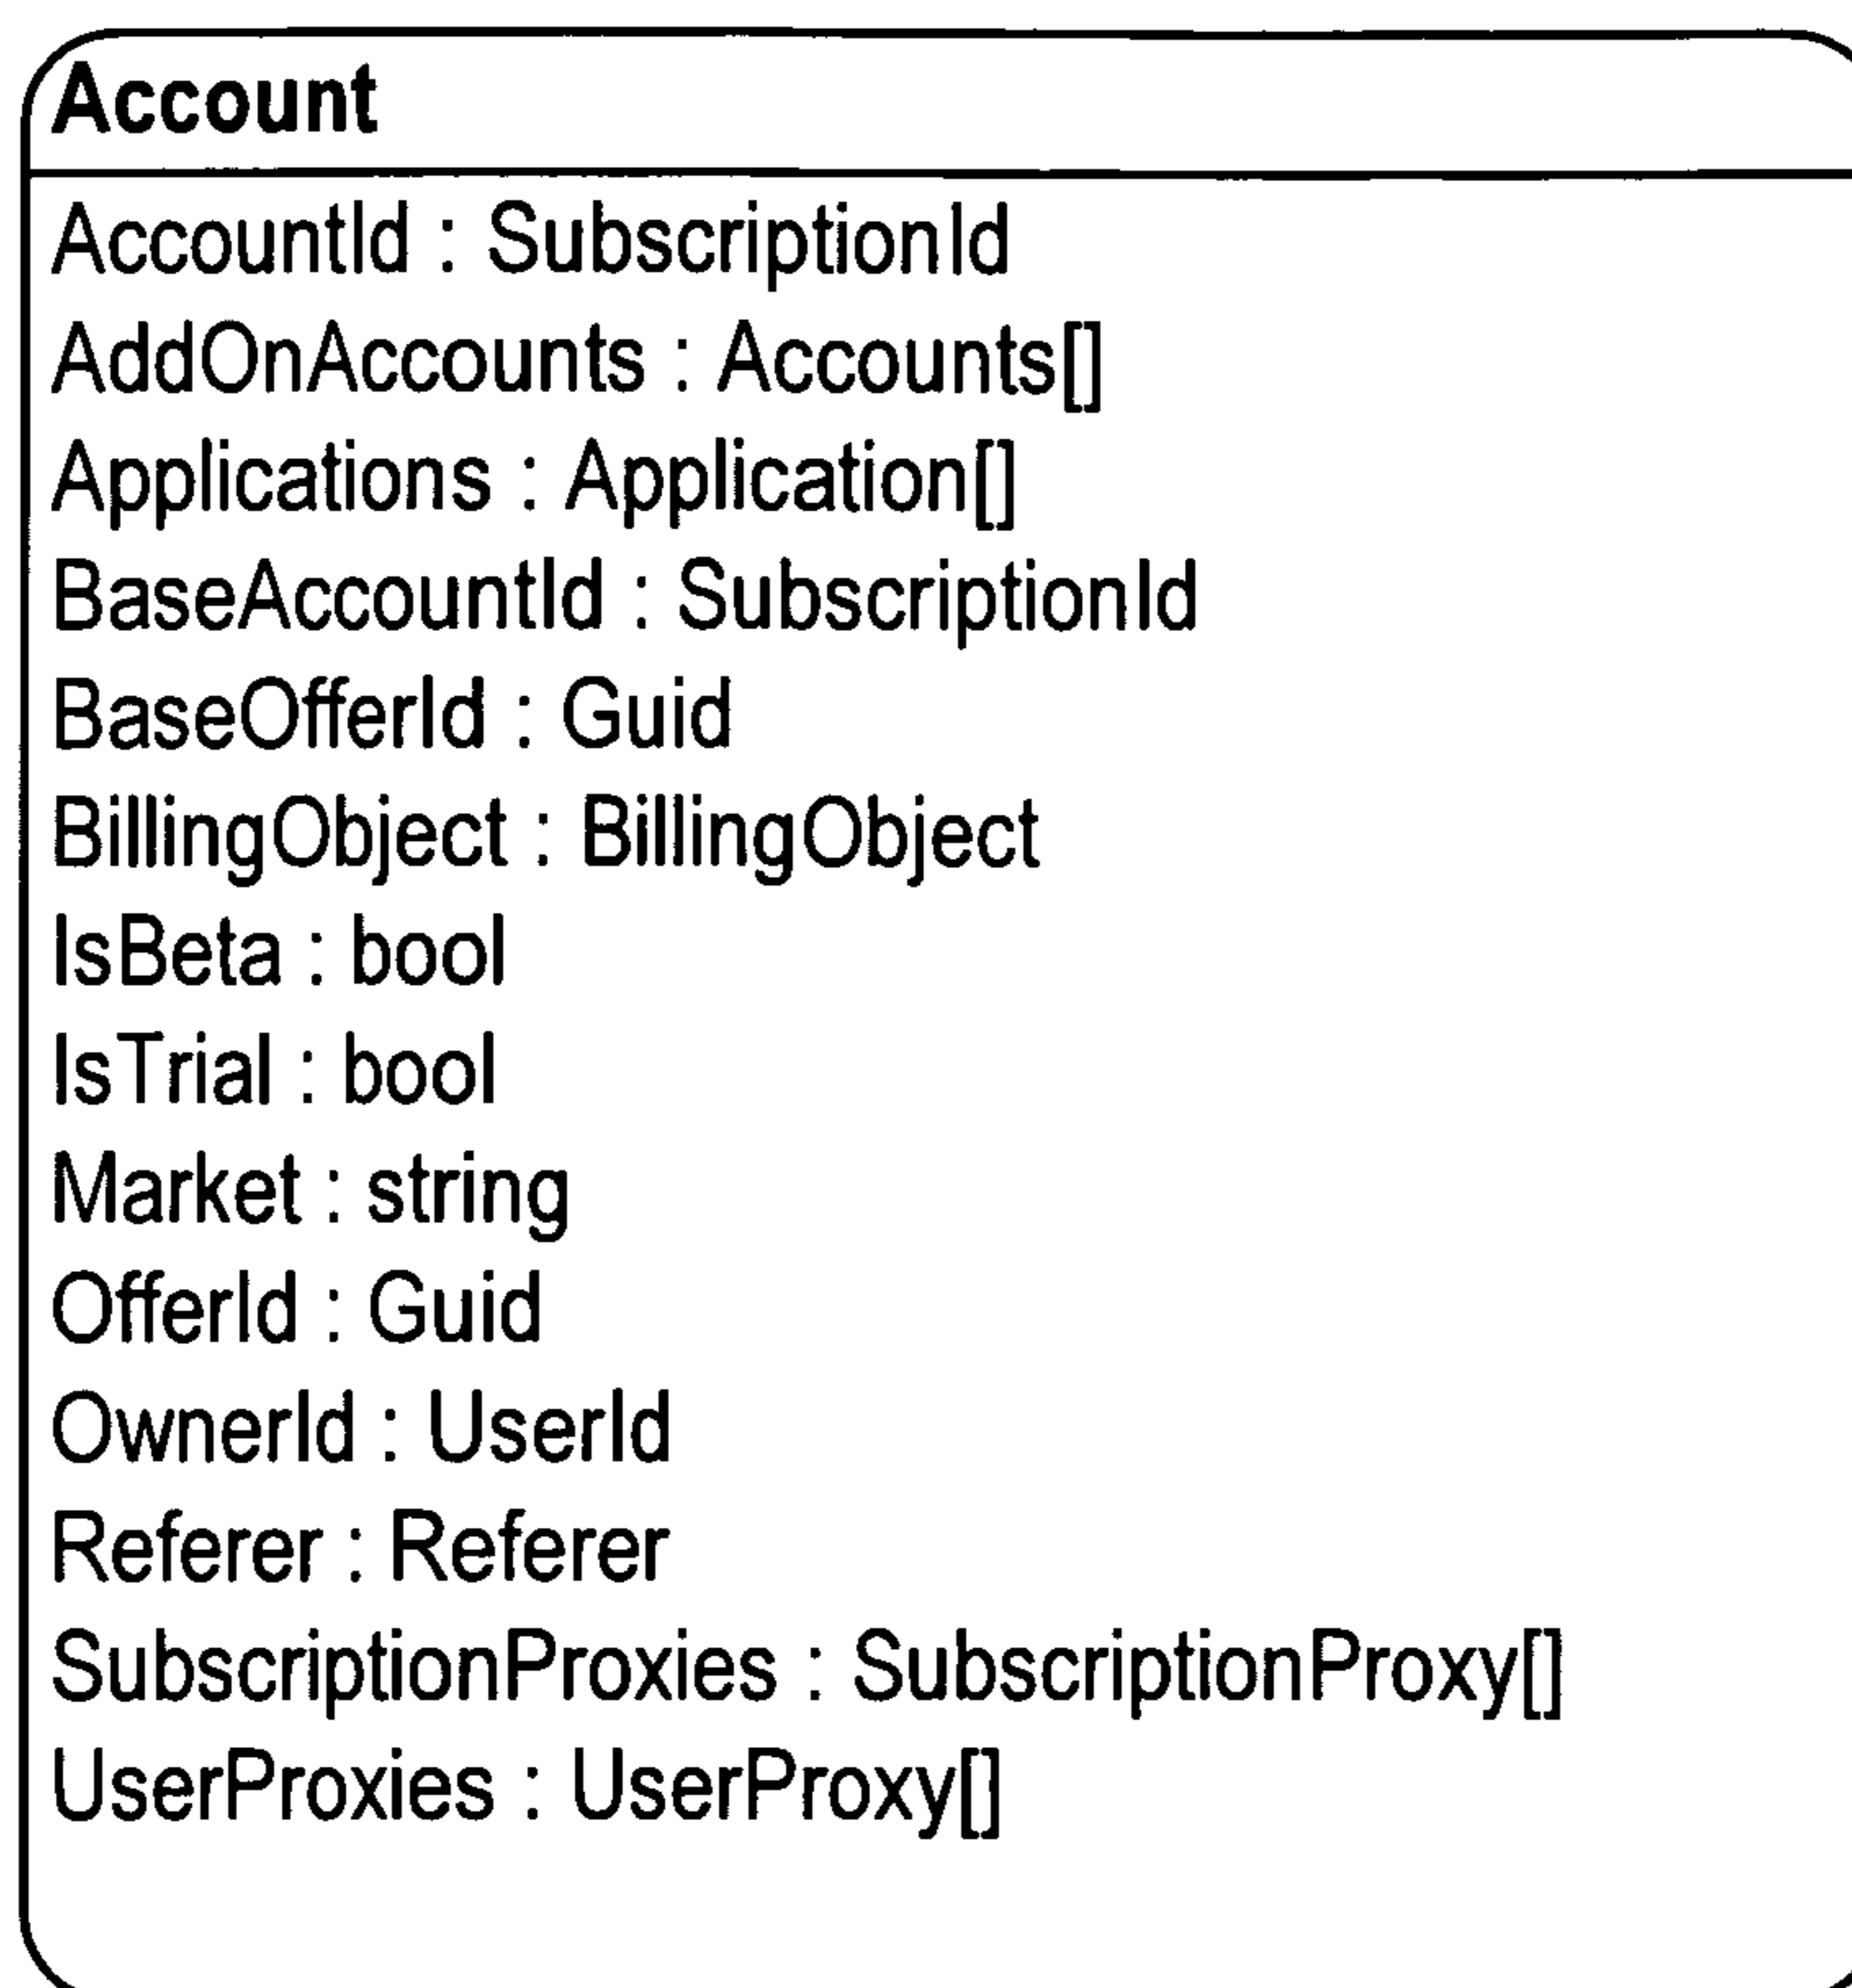 Account
AccountId : SubscriptionId
AddOnAccounts : Accounts[]
Applications : Application[]
BaseAccountId : SubscriptionId
BaseOfferId : Guid
BillingObject : BillingObject
IsBeta : bool
IsTrial : bool
Market : string
OfferId : Guid
OwnerId : UserId
Referer : Referer
SubscriptionProxies : SubscriptionProxy[]
UserProxies : UserProxy[]